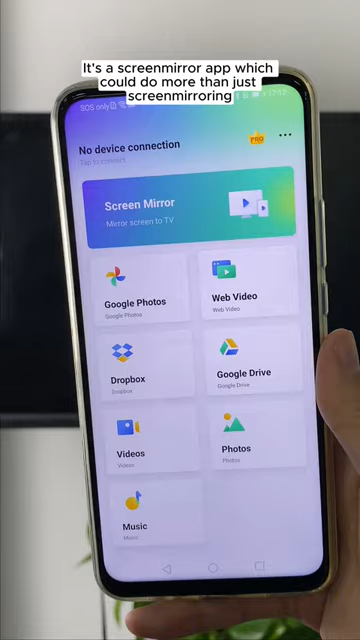 It's a screenmirror app which
could do more than just
screenmirroring
SOS only
17:57
No device connection
Tap to connect
PRO
Screen Mirror
Mirror screen to TV
Google Photos
Google Photos
Web Video
Web Video
Dropbox
Dropbox
Google Drive
Google Drive
Videos
Videos
Photos
Photos
Music
Music